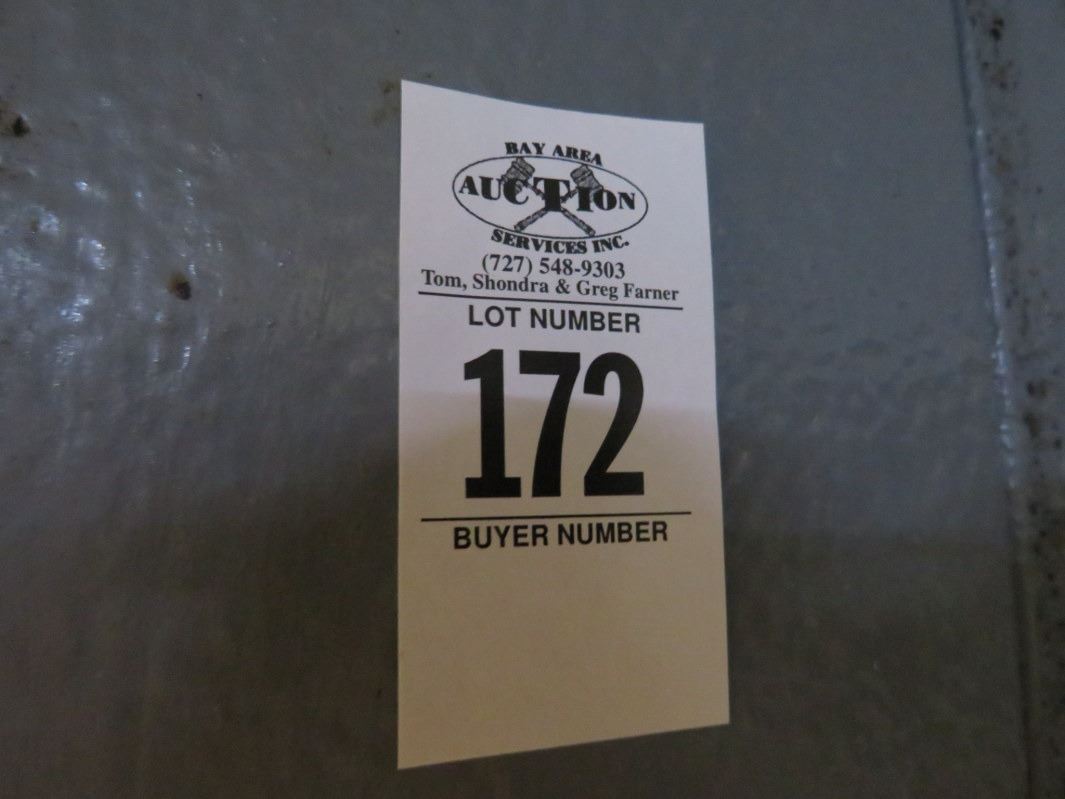 BAY AREA
AUCTION
SERVICES INC.
(727) 548-9303
Tom, Shondra & Greg Farner
LOT NUMBER
172
BUYER NUMBER